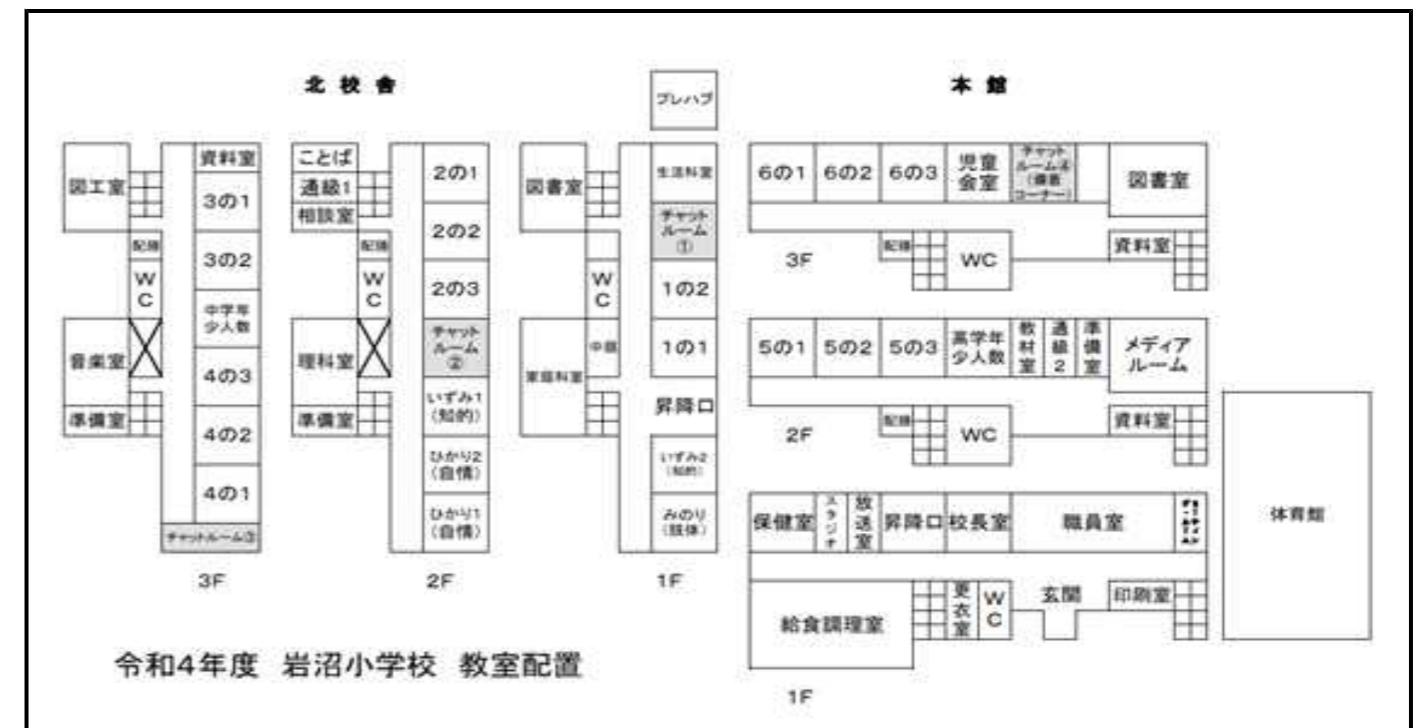 北校舎
本館
プレハブ
図工室
資料室
3の1
3の2
中学年
少人数
4の3
4の2
4の1
チャットルーム③
配膳
WC
音楽室
準備室
3F
ことば
通級1
相談室
配膳
WC
理科室
準備室
2の1
2の2
2の3
チャット
ルーム
②
いずみ1
(知的)
ひかり2
(自情)
ひかり1
(自情)
2F
図書室
WC
家庭科室
生活科室
チャット
ルーム
①
1の2
1の1
昇降口
いずみ2
(知的)
みのり
(肢体)
1F
6の1
6の2
6の3
児童
会室
チャット
ルーム④
コーナー)
図書室
3F
配膳
WC
資料室
5の1
5の2
5の3
高学年
少人数
教材室
通級2
準備室
メディア
ルーム
2F
配膳
WC
資料室
保健室
スタジオ
放送室
昇降口
校長室
職員室
給食調理室
更衣室
WC
玄関
印刷室
1F
体育館
令和4年度 岩沼小学校 教室配置